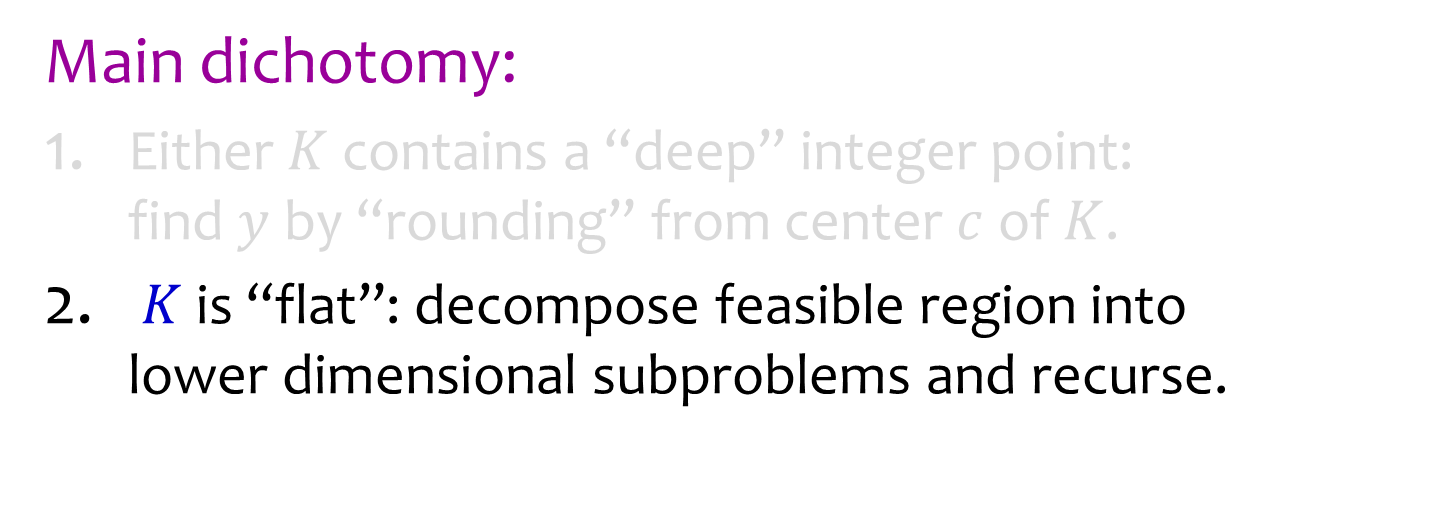 Main dichotomy:
1. Either K contains a “deep” integer point:
find y by “rounding” from center c of K.
2. K is “flat”: decompose feasible region into
lower dimensional subproblems and recurse.